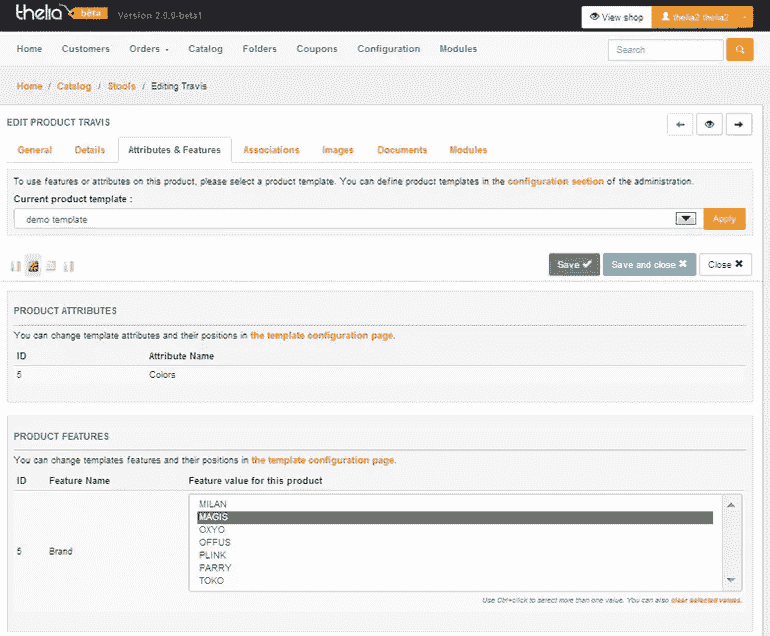 thelia beta Version 2.0.0-beta1
View shop thelia2 thelia2
Home Customers Orders Catalog Folders Coupons Configuration Modules Search
Home / Catalog / Stools / Editing Travis
EDIT PRODUCT TRAVIS
General Details Attributes & Features Associations Images Documents Modules
To use features or attributes on this product, please select a product template. You can define product templates in the configuration section of the administration.
Current product template :
demo template Apply
Save Save and close Close
PRODUCT ATTRIBUTES
You can change template attributes and their positions in the template configuration page.
ID Attribute Name
5 Colors
PRODUCT FEATURES
You can change templates features and their positions in the template configuration page.
ID Feature Name Feature value for this product
MILAN
MAGIS
OXYO
OFFUS
5 Brand
PLINK
PARRY
TOKO
Use Ctrl+click to select more than one value. You can also clear selected values.